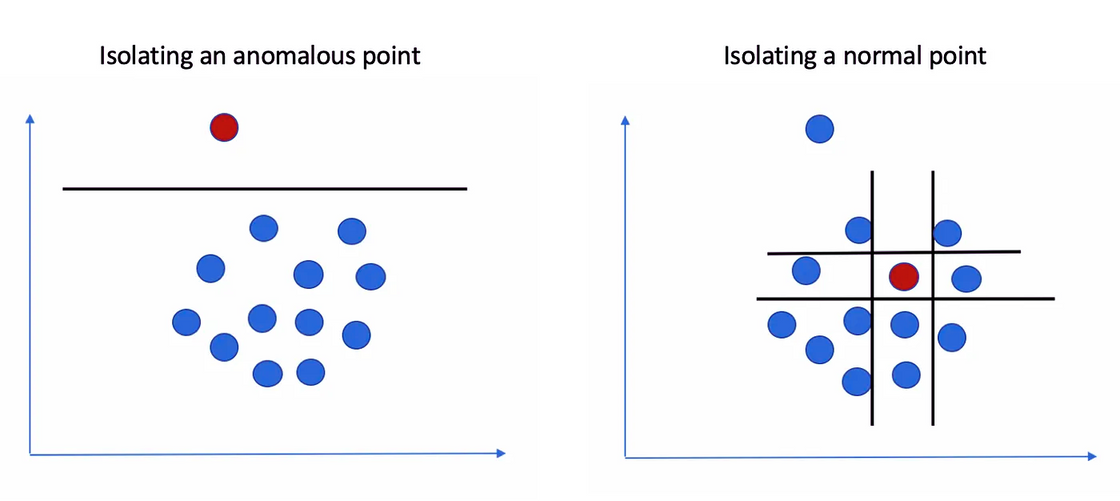 Isolating an anomalous point
Isolating a normal point